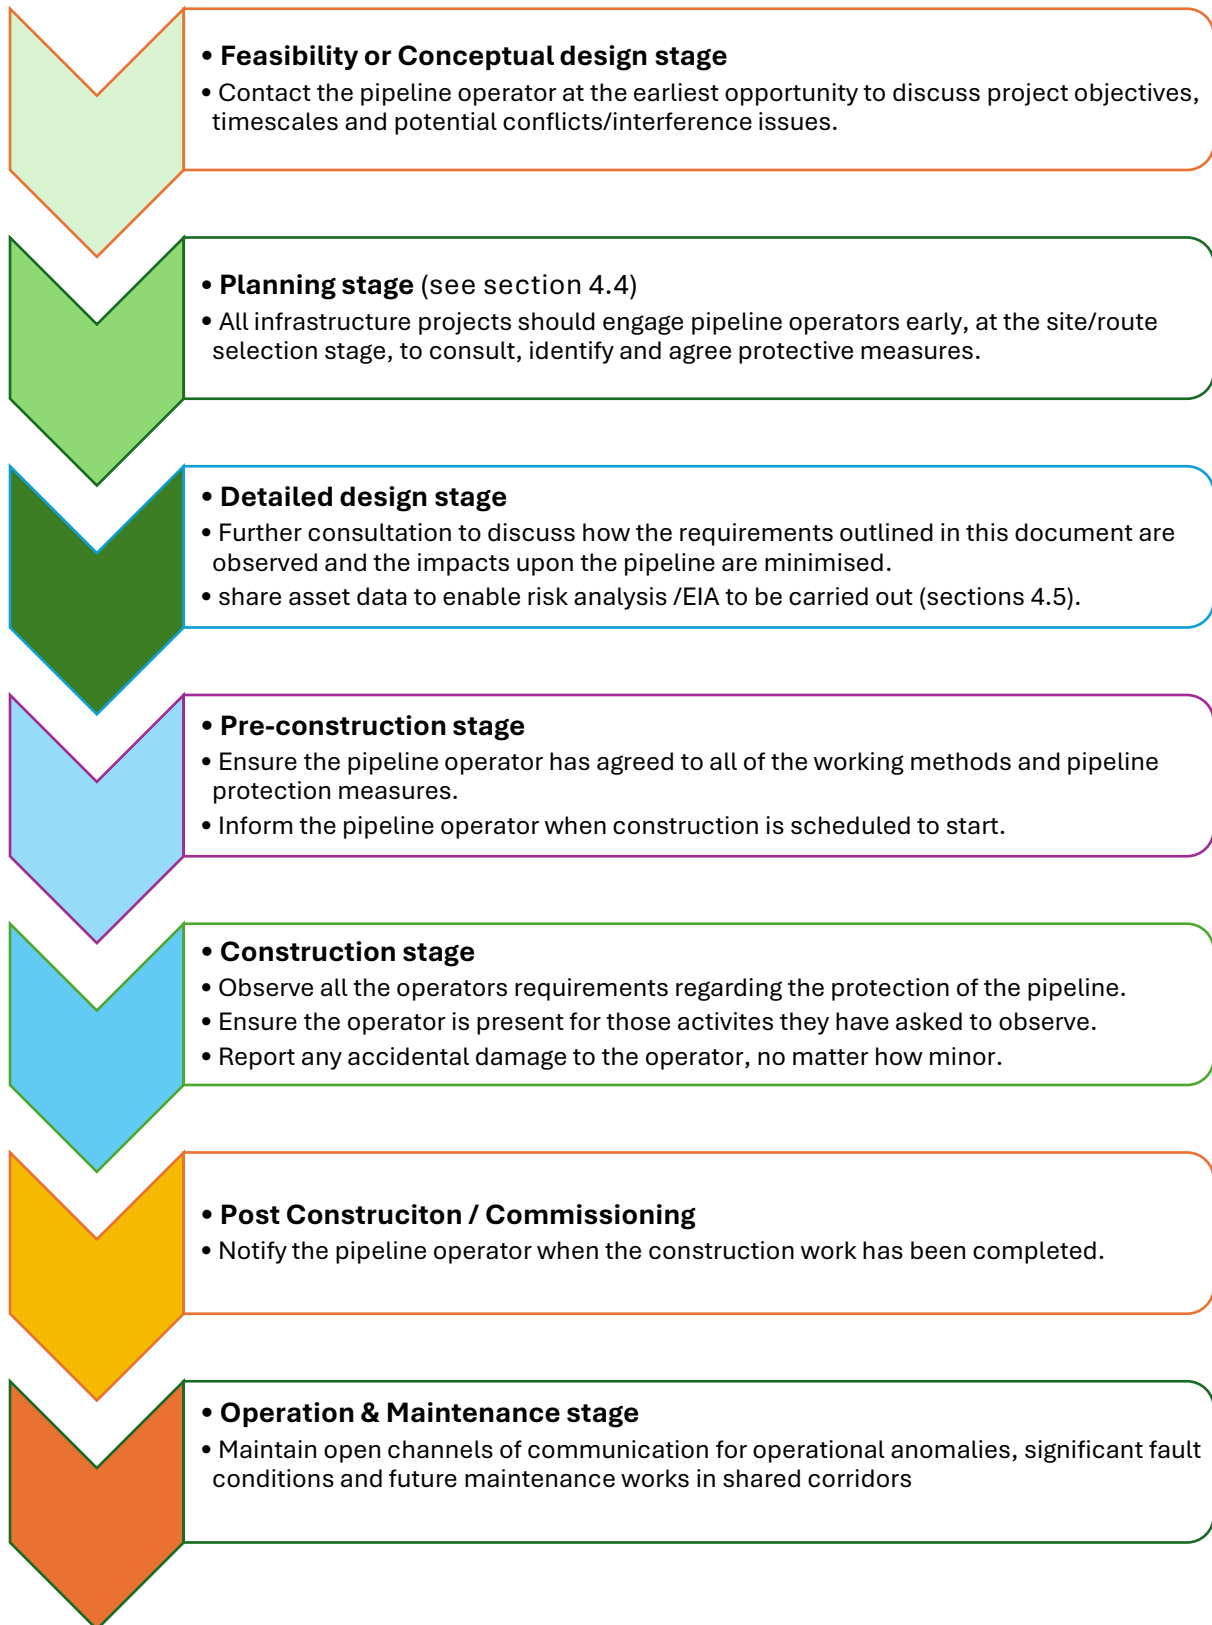 • Feasibility or Conceptual design stage
• Contact the pipeline operator at the earliest opportunity to discuss project objectives,
timescales and potential conflicts/interference issues.
• Planning stage (see section 4.4)
• All infrastructure projects should engage pipeline operators early, at the site/route
selection stage, to consult, identify and agree protective measures.
• Detailed design stage
• Further consultation to discuss how the requirements outlined in this document are
observed and the impacts upon the pipeline are minimised.
• share asset data to enable risk analysis /EIA to be carried out (sections 4.5).
• Pre-construction stage
• Ensure the pipeline operator has agreed to all of the working methods and pipeline
protection measures.
• Inform the pipeline operator when construction is scheduled to start.
• Construction stage
• Observe all the operators requirements regarding the protection of the pipeline.
• Ensure the operator is present for those activites they have asked to observe.
• Report any accidental damage to the operator, no matter how minor.
• Post Construciton / Commissioning
• Notify the pipeline operator when the construction work has been completed.
• Operation & Maintenance stage
• Maintain open channels of communication for operational anomalies, significant fault
conditions and future maintenance works in shared corridors